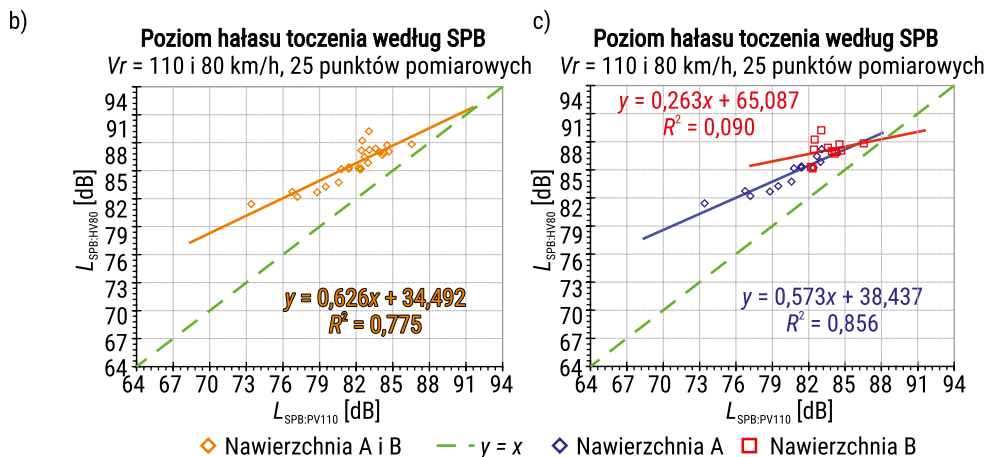 b)
Poziom hałasu toczenia według SPB
Vr = 110 i 80 km/h, 25 punktów pomiarowych
94
91
88
85
82
79
76
73
70
67
64
L SPB:HV80 [dB]
y = 0,626x + 34,492
R² = 0,775
64 67 70 73 76 79 82 85 88 91 94
L SPB:PV110 [dB]
c)
Poziom hałasu toczenia według SPB
Vr = 110 i 80 km/h, 25 punktów pomiarowych
94
91
88
85
82
79
76
73
70
67
64
L SPB:HV80 [dB]
y = 0,263x + 65,087
R² = 0,090
y = 0,573x + 38,437
R² = 0,856
64 67 70 73 76 79 82 85 88 91 94
L SPB:PV110 [dB]
Nawierzchnia A i B y = x Nawierzchnia A Nawierzchnia B